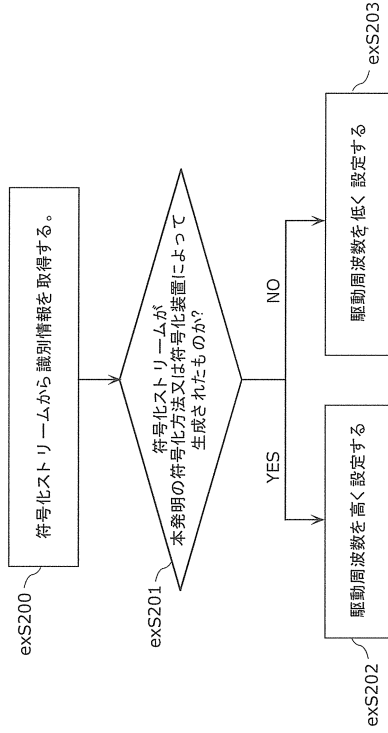 exS200
符号化ストリームから識別情報を取得する。
exS201
符号化ストリームが
本発明の符号化方法又は符号化装置によって
生成されたものか?
YES
NO
exS202
駆動周波数を高く設定する
exS203
駆動周波数を低く設定する